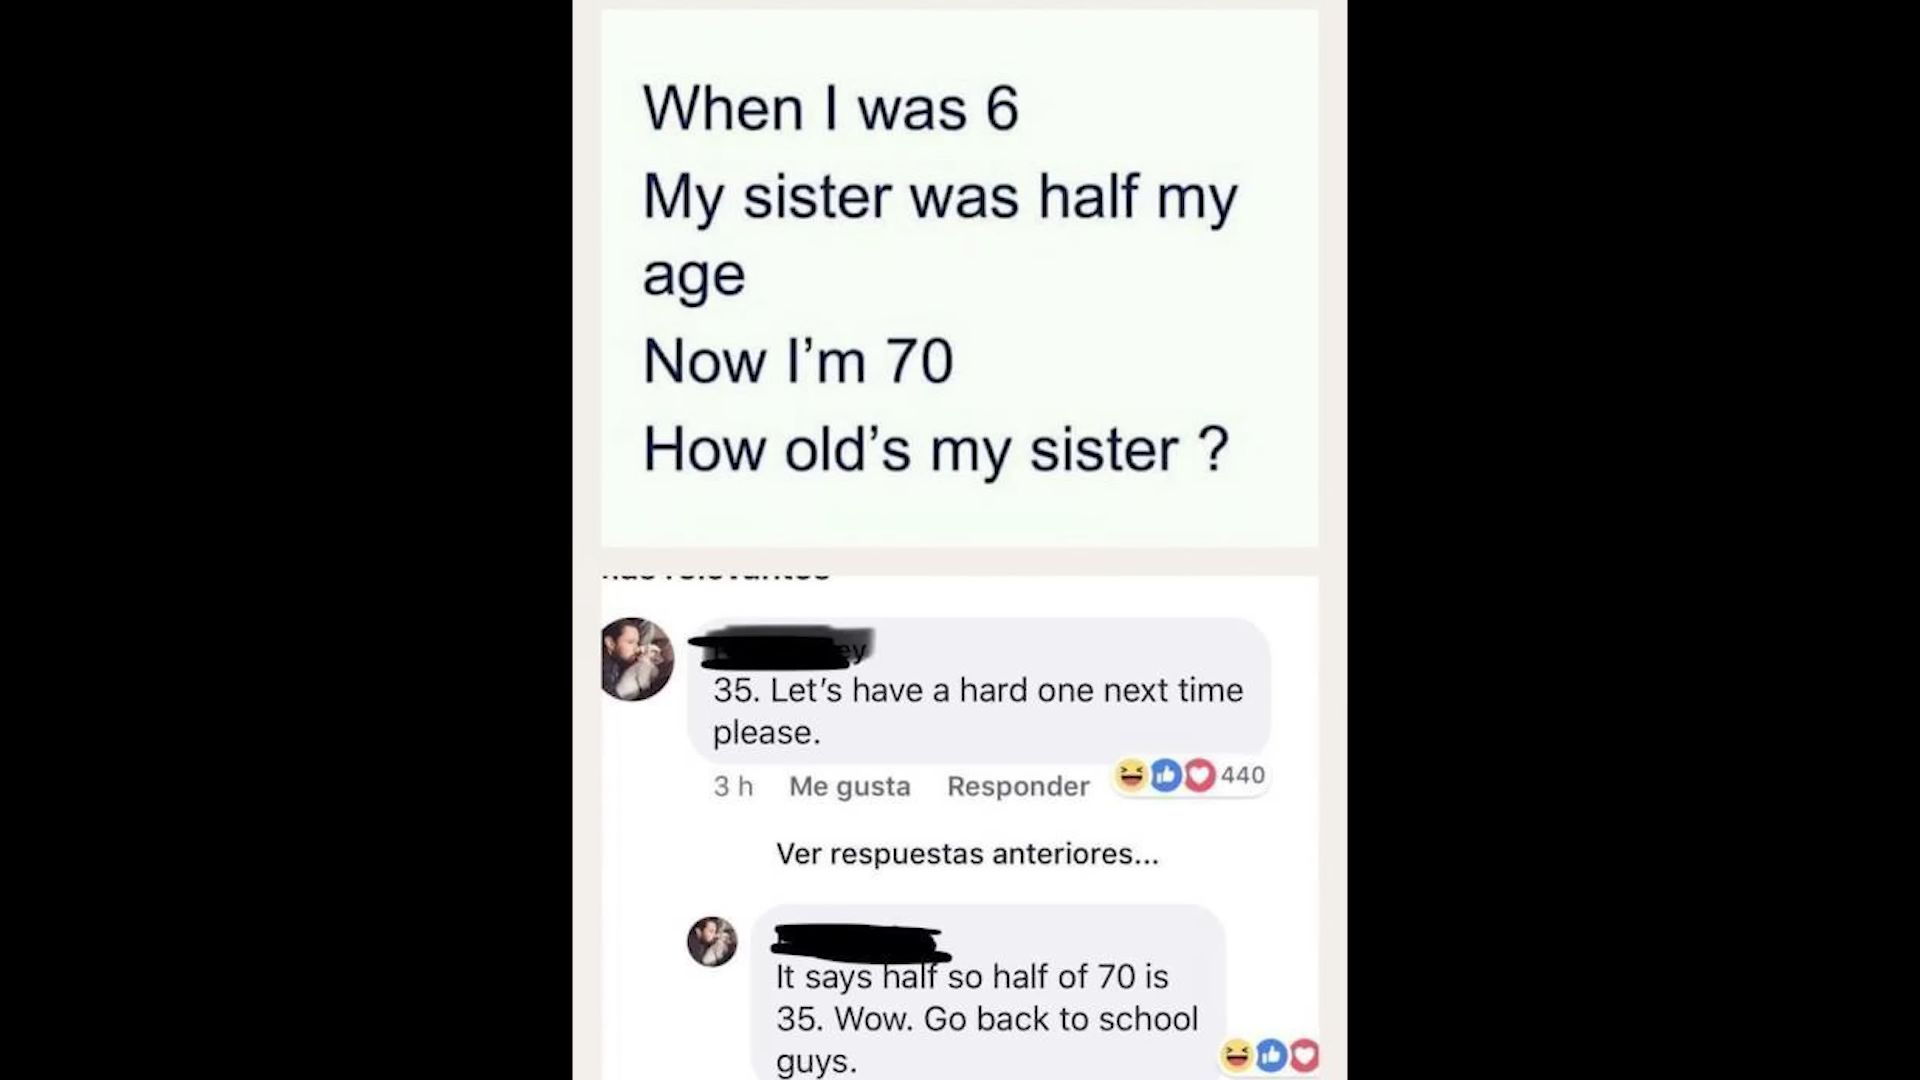 When I was 6
My sister was half my
age
Now I’m 70
How old’s my sister ?
35. Let’s have a hard one next time
please.
3 h Me gusta Responder 440
Ver respuestas anteriores...
It says half so half of 70 is
35. Wow. Go back to school
guys.